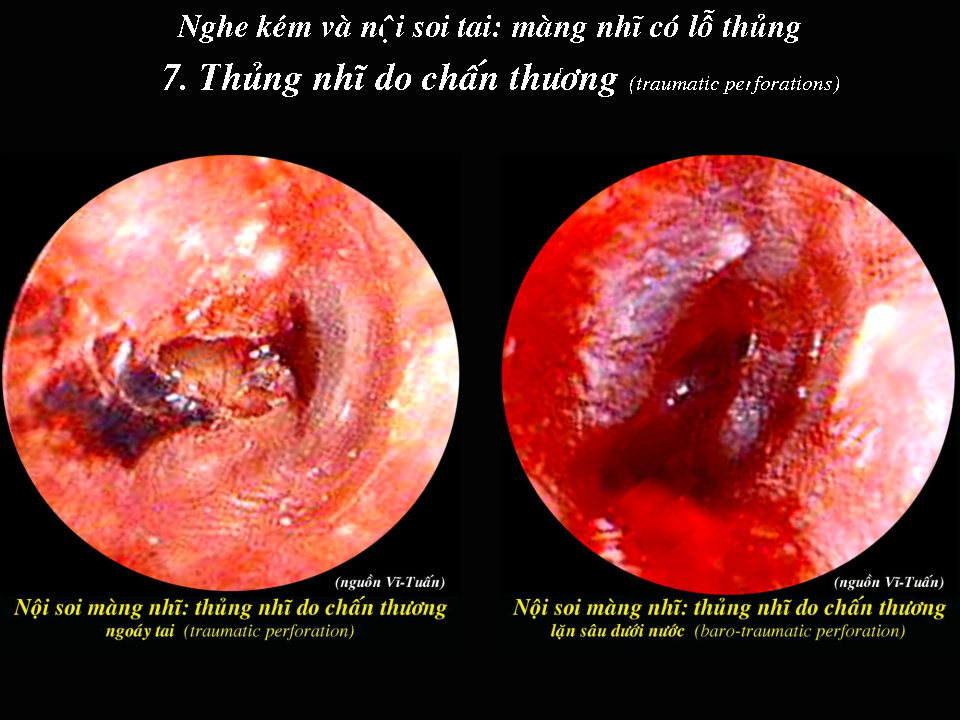 Nghe kém và nội soi tai: màng nhĩ có lỗ thủng
7. Thủng nhĩ do chấn thương (traumatic perforations)
(nguồn Vĩ-Tuấn)
Nội soi màng nhĩ: thủng nhĩ do chấn thương
ngoáy tai (traumatic perforation)
(nguồn Vĩ-Tuấn)
Nội soi màng nhĩ: thủng nhĩ do chấn thương
lặn sâu dưới nước (baro-traumatic perforation)